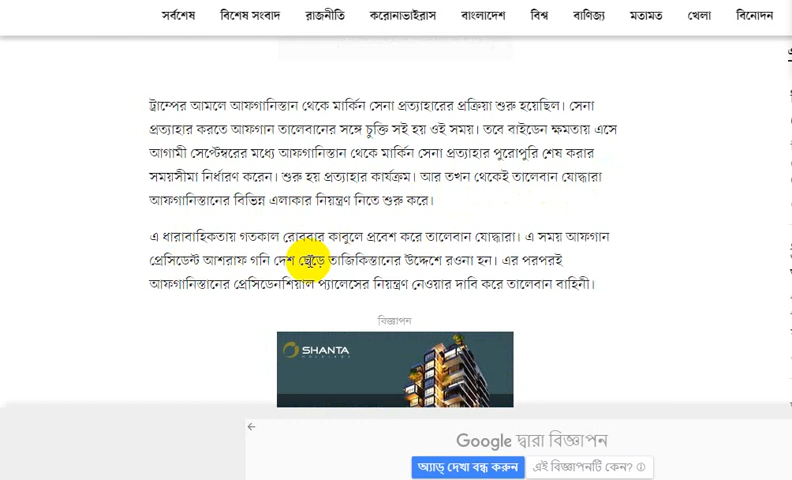 সর্বশেষ বিশেষ সংবাদ রাজনীতি করোনাভাইরাস বাংলাদেশ বিশ্ব বাণিজ্য মতামত খেলা বিনোদন
ট্রাম্পের আমলে আফগানিস্তান থেকে মার্কিন সেনা প্রত্যাহারের প্রক্রিয়া শুরু হয়েছিল। সেনা
প্রত্যাহার করতে আফগান তালেবানের সঙ্গে চুক্তি সই হয় ওই সময়। তবে বাইডেন ক্ষমতায় এসে
আগামী সেপ্টেম্বরের মধ্যে আফগানিস্তান থেকে মার্কিন সেনা প্রত্যাহার পুরোপুরি শেষ করার
সময়সীমা নির্ধারণ করেন। শুরু হয় প্রত্যাহার কার্যক্রম। আর তখন থেকেই তালেবান যোদ্ধারা
আফগানিস্তানের বিভিন্ন এলাকার নিয়ন্ত্রণ নিতে শুরু করে।
এ ধারাবাহিকতায় গতকাল রোববার কাবুলে প্রবেশ করে তালেবান যোদ্ধারা। এ সময় আফগান
প্রেসিডেন্ট আশরাফ গনি দেশ ছেড়ে তাজিকিস্তানের উদ্দেশে রওনা হন। এর পরপরই
আফগানিস্তানের প্রেসিডেনশিয়াল প্যালেসের নিয়ন্ত্রণ নেওয়ার দাবি করে তালেবান বাহিনী।
বিজ্ঞাপন
SHANTA
HOLDINGS
Google দ্বারা বিজ্ঞাপন
অ্যাড্ দেখা বন্ধ করুন এই বিজ্ঞাপনটি কেন?